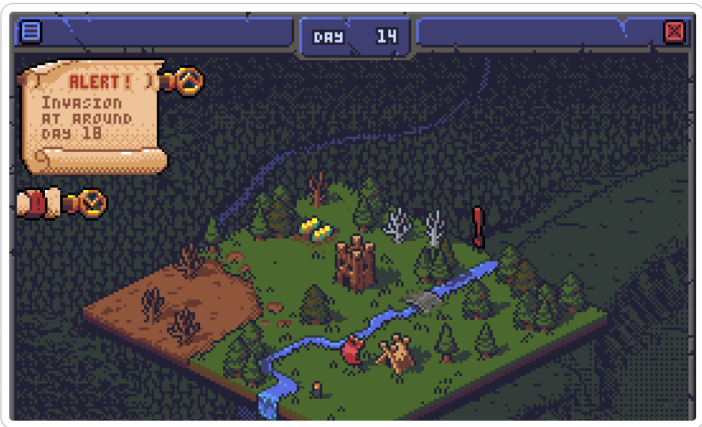 DAY 14
ALERT!
INVASION
AT AROUND
DAY 18